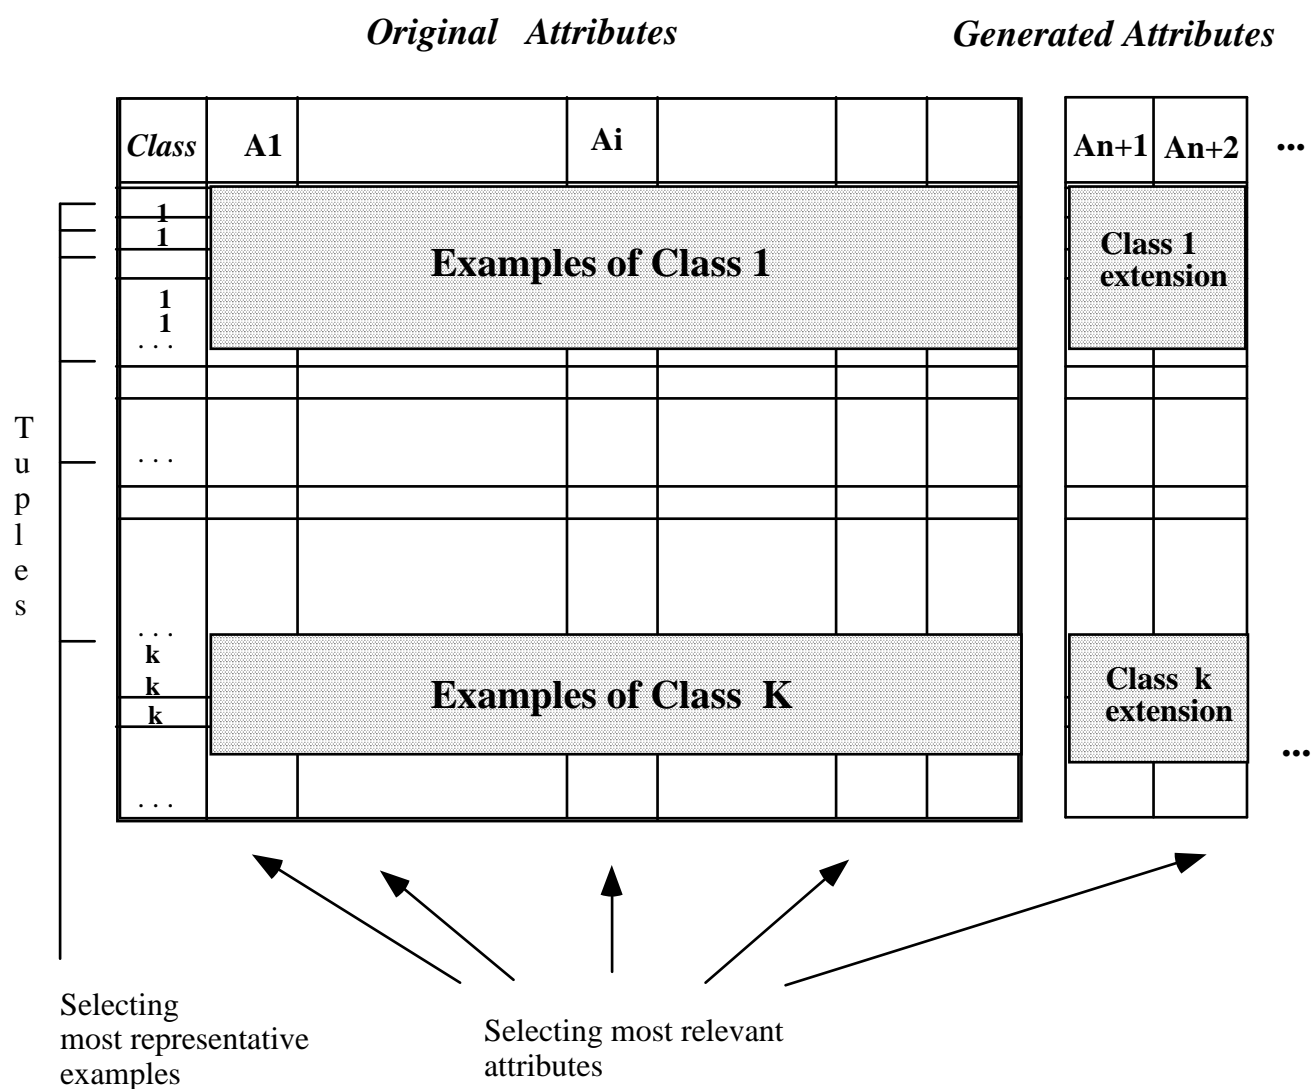 Original Attributes
Generated Attributes
Class A1 Ai An+1 An+2 ...
1
1
Examples of Class 1
Class 1
extension
1
1
. . .
T
u
p
l
e
s
. . .
. . .
k
k
k
Examples of Class K
Class k
extension
...
. . .
Selecting
most representative
examples
Selecting most relevant
attributes